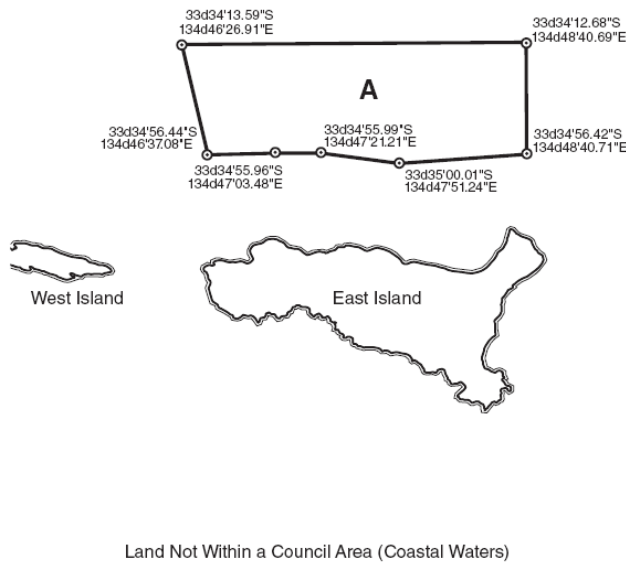 33d34'13.59"S
134d46'26.91"E
33d34'12.68"S
134d48'40.69"E
A
33d34'56.44"S
134d46'37.08"E
33d34'55.99"S
134d47'21.21"E
33d34'56.42"S
134d48'40.71"E
33d34'55.96"S
134d47'03.48"E
33d35'00.01"S
134d47'51.24"E
West Island
East Island
Land Not Within a Council Area (Coastal Waters)